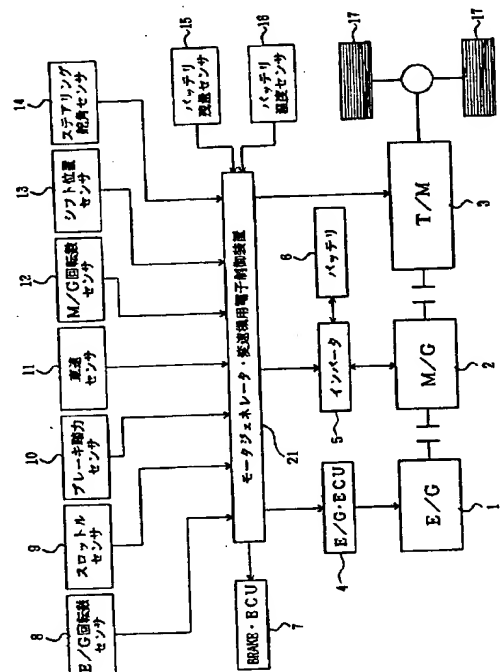 8
E/G回転数
センサ
9
スロットル
センサ
10
ブレーキ踏力
センサ
11
車速
センサ
12
M/G回転数
センサ
13
シフト位置
センサ
14
ステアリング
舵角センサ
15
バッテリ
残量センサ
16
バッテリ
温度センサ
モータジェネレータ・変速機用電子制御装置
21
BRAKE・ECU
7
E/G・ECU
4
インバータ
5
バッテリ
6
E/G
1
M/G
2
T/M
3
17
17